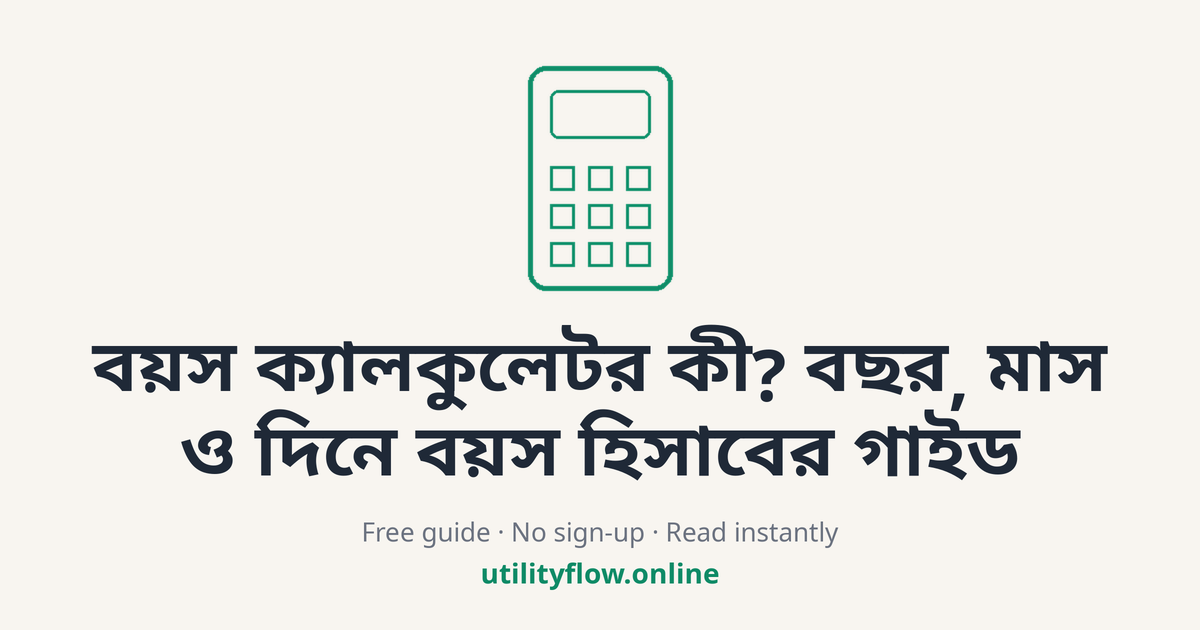 বয়স ক্যালকুলেটর কী? বছর, মাস
ও দিনে বয়স হিসাবের গাইড
Free guide · No sign-up · Read instantly
utilityflow.online